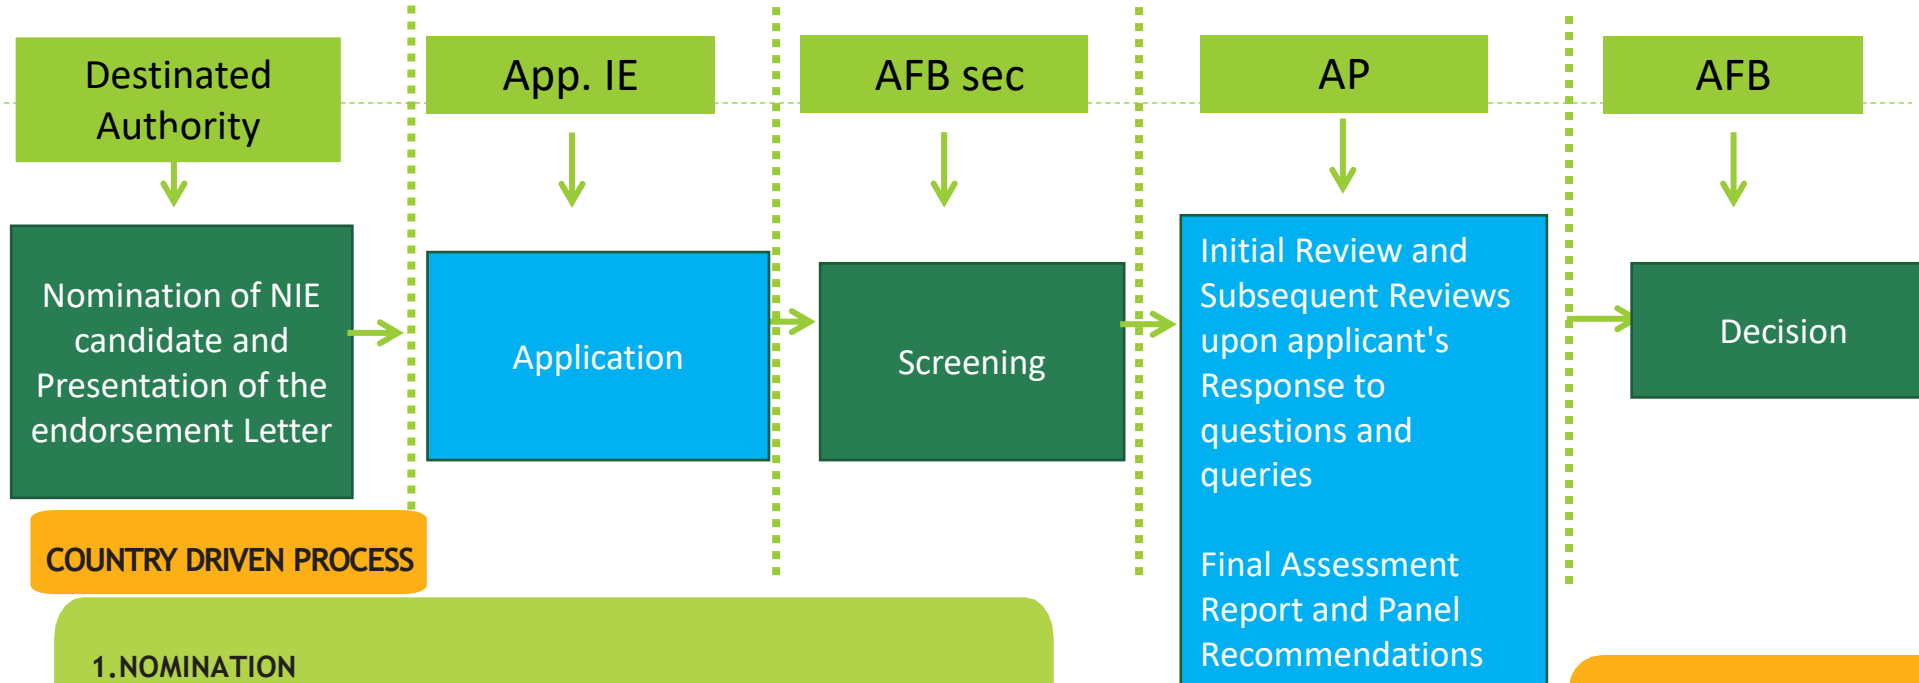 Destinated
Authority
App. IE
AFB sec
AP
AFB
Nomination of NIE
candidate and
Presentation of the
endorsement Letter
Application
Screening
Initial Review and
Subsequent Reviews
upon applicant's
Response to
questions and
queries
Final Assessment
Report and Panel
Recommendations
Decision
COUNTRY DRIVEN PROCESS
1.NOMINATION